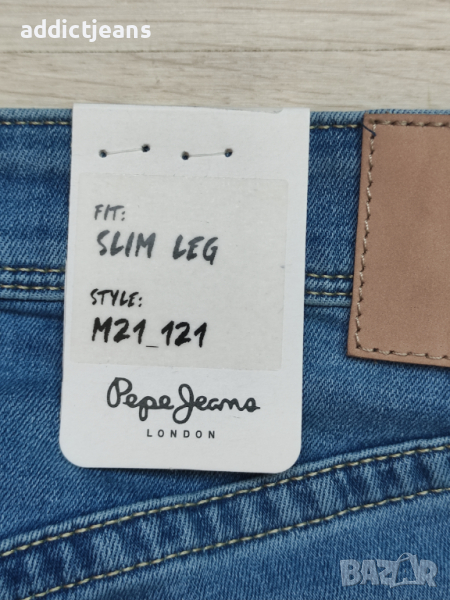 addictjeans
FIT:
SLIM LEG
STYLE:
M21_121
Pepe Jeans
LONDON
BAZAR